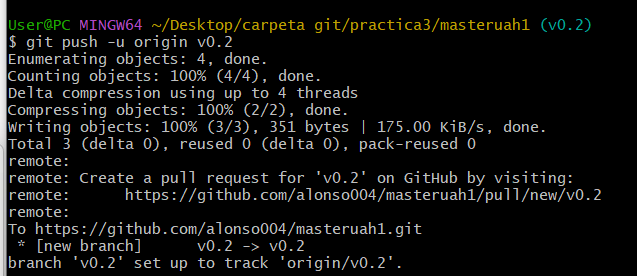 User@PC MINGW64 ~/Desktop/carpeta git/practica3/masteruah1 (v0.2)
$ git push -u origin v0.2
Enumerating objects: 4, done.
Counting objects: 100% (4/4), done.
Delta compression using up to 4 threads
Compressing objects: 100% (2/2), done.
Writing objects: 100% (3/3), 351 bytes | 175.00 KiB/s, done.
Total 3 (delta 0), reused 0 (delta 0), pack-reused 0
remote:
remote: Create a pull request for 'v0.2' on GitHub by visiting:
remote:      https://github.com/alonso004/masteruah1/pull/new/v0.2
remote:
To https://github.com/alonso004/masteruah1.git
 * [new branch]      v0.2 -> v0.2
branch 'v0.2' set up to track 'origin/v0.2'.